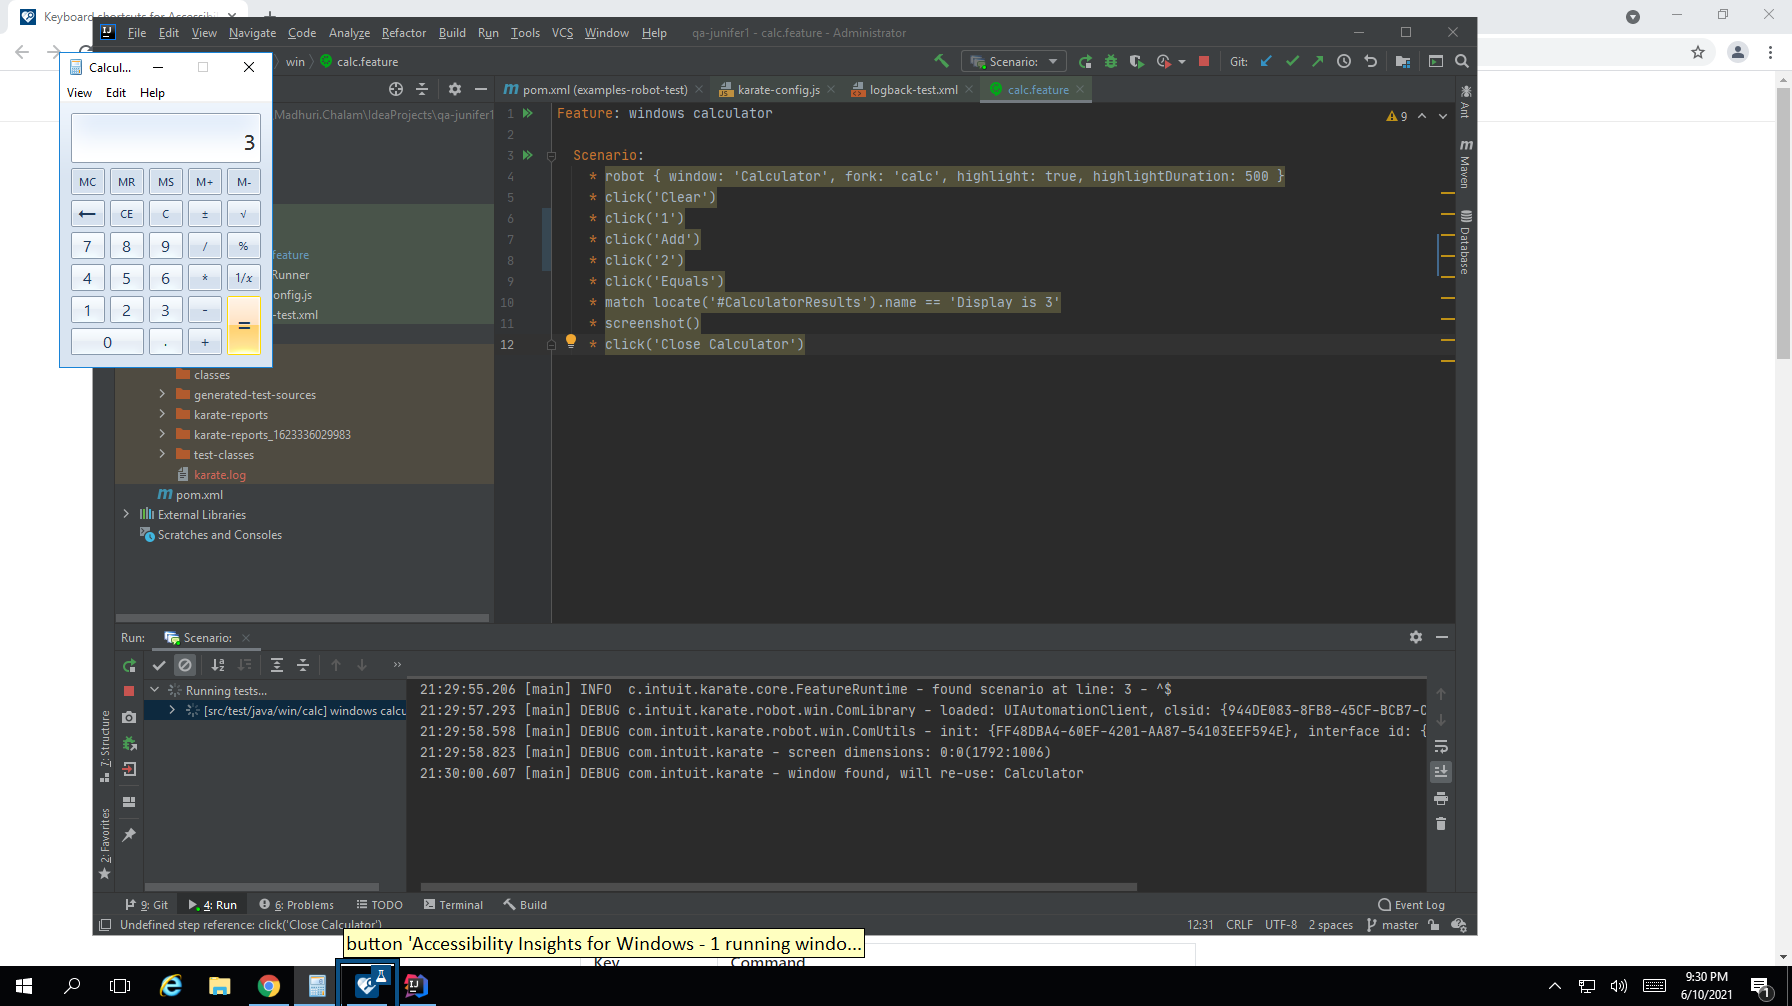 Keyboard shortcuts for Accessibi
File Edit View Navigate Code Analyze Refactor Build Run Tools VCS Window Help qa-junifer1 - calc.feature - Administrator
win calc.feature Scenario: Git:
Calcul...
View Edit Help
3
MC MR MS M+ M-
CE C ± √
7 8 9 / %
4 5 6 * 1/x
1 2 3 - =
0 . +
Madhuri.Chalam\IdeaProjects\qa-junifer1
feature
Runner
onfig.js
-test.xml
classes
generated-test-sources
karate-reports
karate-reports_1623336029983
test-classes
karate.log
pom.xml
External Libraries
Scratches and Consoles
pom.xml (examples-robot-test) karate-config.js logback-test.xml calc.feature
9
1 Feature: windows calculator
2
3 Scenario:
4 * robot { window: 'Calculator', fork: 'calc', highlight: true, highlightDuration: 500 }
5 * click('Clear')
6 * click('1')
7 * click('Add')
8 * click('2')
9 * click('Equals')
10 * match locate('#CalculatorResults').name == 'Display is 3'
11 * screenshot()
12 * click('Close Calculator')
Ant
Maven
Database
Run: Scenario:
Running tests...
[src/test/java/win/calc] windows calcu
21:29:55.206 [main] INFO c.intuit.karate.core.FeatureRuntime - found scenario at line: 3 - ^$
21:29:57.293 [main] DEBUG c.intuit.karate.robot.win.ComLibrary - loaded: UIAutomationClient, clsid: {944DE083-8FB8-45CF-BCB7-C
21:29:58.598 [main] DEBUG com.intuit.karate.robot.win.ComUtils - init: {FF48DBA4-60EF-4201-AA87-54103EEF594E}, interface id: {
21:29:58.823 [main] DEBUG com.intuit.karate - screen dimensions: 0:0(1792:1006)
21:30:00.607 [main] DEBUG com.intuit.karate - window found, will re-use: Calculator
7: Structure
2: Favorites
9: Git 4: Run 6: Problems TODO Terminal Build Event Log
Undefined step reference: click('Close Calculator') 12:31 CRLF UTF-8 2 spaces master
button 'Accessibility Insights for Windows - 1 running windo...
Key Command
9:30 PM
6/10/2021
1